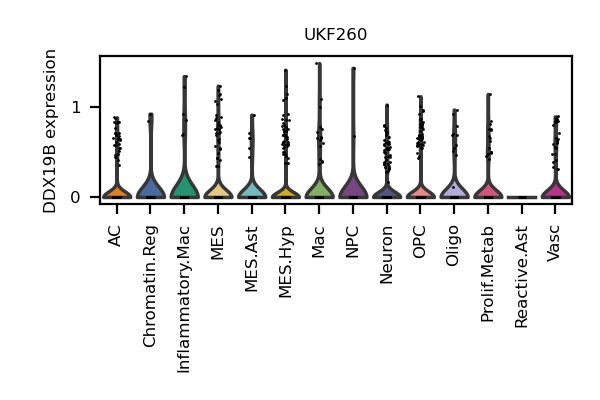 UKF260
DDX19B expression
1
0
AC
Chromatin.Reg
Inflammatory.Mac
MES
MES.Ast
MES.Hyp
Mac
NPC
Neuron
OPC
Oligo
Prolif.Metab
Reactive.Ast
Vasc